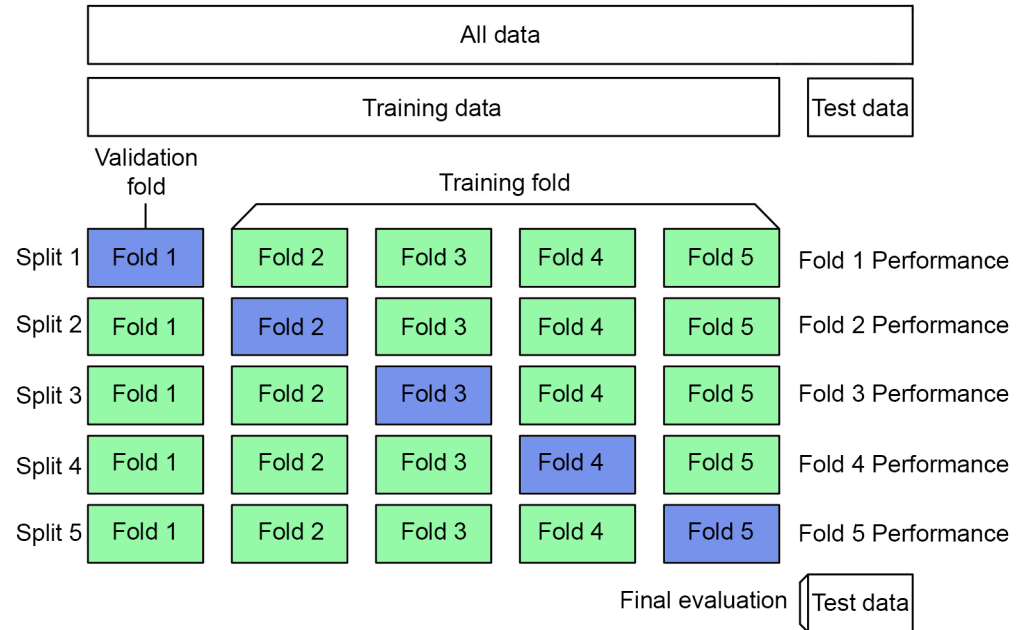 All data
Training data Test data
Validation
fold
Training fold
Split 1 Fold 1 Fold 2 Fold 3 Fold 4 Fold 5 Fold 1 Performance
Split 2 Fold 1 Fold 2 Fold 3 Fold 4 Fold 5 Fold 2 Performance
Split 3 Fold 1 Fold 2 Fold 3 Fold 4 Fold 5 Fold 3 Performance
Split 4 Fold 1 Fold 2 Fold 3 Fold 4 Fold 5 Fold 4 Performance
Split 5 Fold 1 Fold 2 Fold 3 Fold 4 Fold 5 Fold 5 Performance
Final evaluation Test data